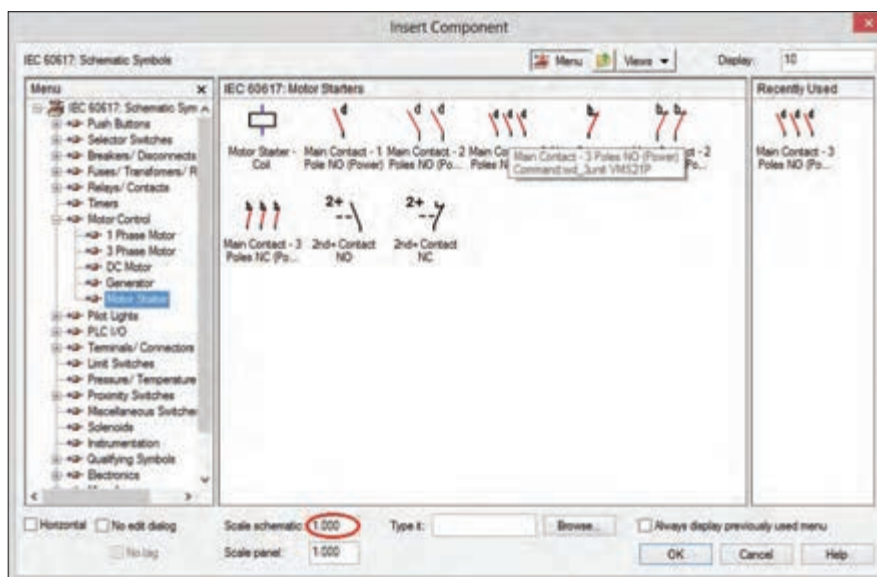 Insert Component
IEC 60617: Schematic Symbols
Menu
Views
Display:
10
Menu
x
IEC 60617: Schematic Sym
Push Buttons
Selector Switches
Breakers/ Disconnects
Fuses/ Transformers/ R
Relays/ Contacts
Timers
Motor Control
1 Phase Motor
3 Phase Motor
DC Motor
Generator
Motor Starter
Pilot Lights
PLC I/O
Terminals/ Connectors
Limit Switches
Pressure/ Temperature
Proximity Switches
Miscellaneous Switche
Solenoids
Instrumentation
Qualifying Symbols
Electronics
IEC 60617: Motor Starters
Motor Starter -
Coil
Main Contact - 1
Pole NO (Power)
Main Contact - 2
Poles NO (Po...
Main Contact - 3 Poles NO (Power)
Command:wd_3unit VMS21P
Main Contact - 3
Poles NC (Po...
2+
2nd+ Contact
NO
2+
2nd+ Contact
NC
Recently Used
Main Contact - 3
Poles NO (Po...
Horizontal
No edit dialog
No tag
Scale schematic:
1.000
Scale panel:
1.000
Type it:
Browse...
Always display previously used menu
OK
Cancel
Help